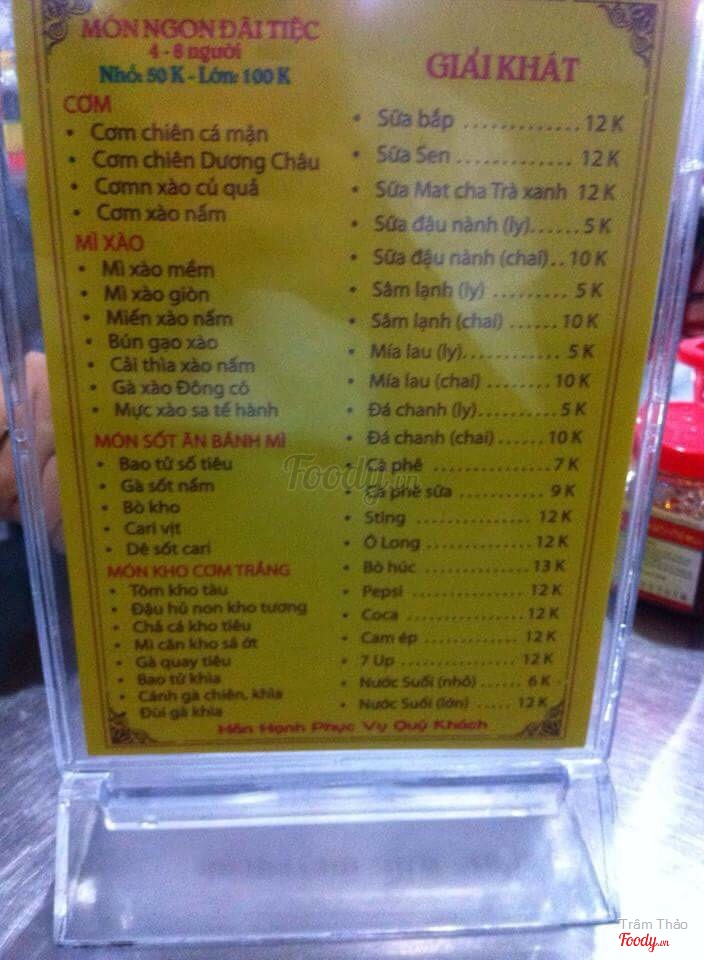 MÓN NGON ĐÃI TIỆC
4 - 8 người
Nhỏ: 50 K - Lớn: 100 K
CƠM
• Cơm chiên cá mặn
• Cơm chiên Dương Châu
• Cơmn xào củ quả
• Cơm xào nấm
MÌ XÀO
• Mì xào mềm
• Mì xào giòn
• Miến xào nấm
• Bún gạo xào
• Cải thìa xào nấm
• Gà xào Đông cô
• Mực xào sa tế hành
MÓN SỐT ĂN BÁNH MÌ
• Bao tử số tiêu
• Gà sốt nấm
• Bò kho
• Cari vịt
• Dê sốt cari
MÓN KHO CƠM TRẮNG
• Tôm kho tàu
• Đậu hủ non kho tương
• Chả cá kho tiêu
• Mì căn kho sả ớt
• Gà quay tiêu
• Bao tử khìa
• Cánh gà chiên, khìa
• Đùi gà khìa
GIẢI KHÁT
• Sữa bắp ............. 12 K
• Sữa Sen ............. 12 K
• Sữa Mat cha Trà xanh 12 K
• Sữa đậu nành (ly)....... 5 K
• Sữa đậu nành (chai).. 10 K
• Sâm lạnh (ly) ......... 5 K
• Sâm lạnh (chai) ...... 10 K
• Mía lau (ly)............ 5 K
• Mía lau (chai) ......... 10 K
• Đá chanh (ly).......... 5 K
• Đá chanh (chai)...... 10 K
• Cà phê ............... 7 K
• Cà phê sữa ........... 9 K
• Sting ................ 12 K
• Ô Long .............. 12 K
• Bò húc .............. 13 K
• Pepsi ................ 12 K
• Coca ................ 12 K
• Cam ép ............. 12 K
• 7 Up ................ 12 K
• Nước Suối (nhỏ) ...... 6 K
• Nước Suối (lớn) ..... 12 K
Hân Hạnh Phục Vụ Quý Khách
Foody.vn
Trâm Thảo
Foody.vn